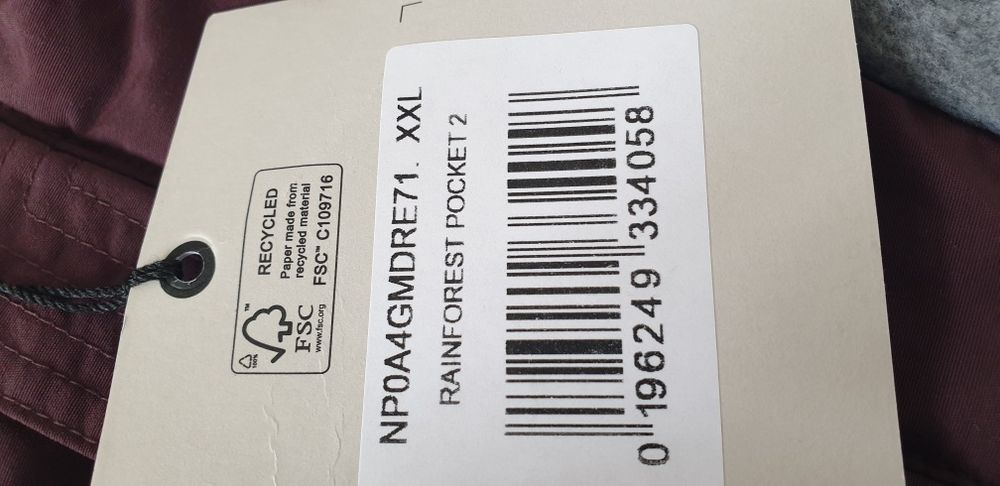 RECYCLED
Paper made from
recycled material
FSC™ C109716
™
100%
FSC
www.fsc.org
NP0A4GMDRE71. XXL
RAINFOREST POCKET 2
0 196249 334058